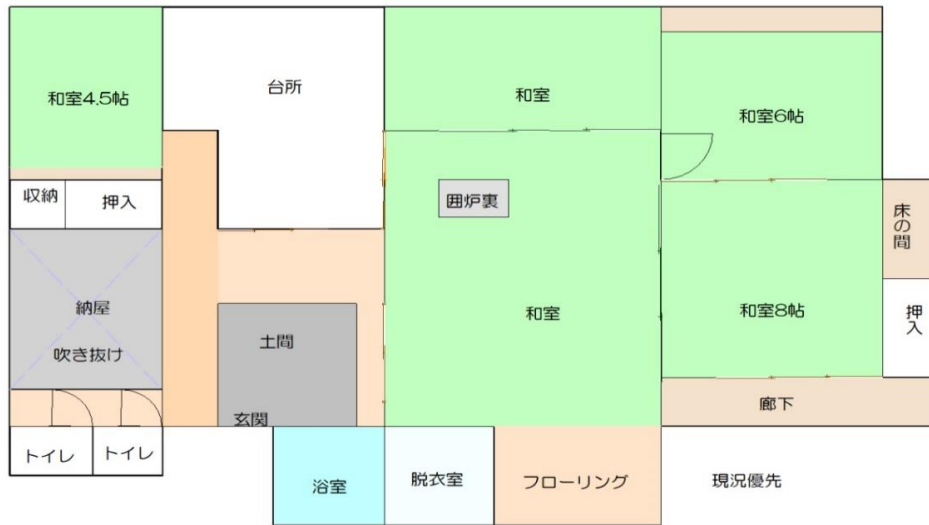 台所
和室4.5帖
和室
和室6帖
収納
押入
囲炉裏
床の間
納屋
吹き抜け
土間
和室
和室8帖
押入
玄関
廊下
トイレ
トイレ
浴室
脱衣室
フローリング
現況優先